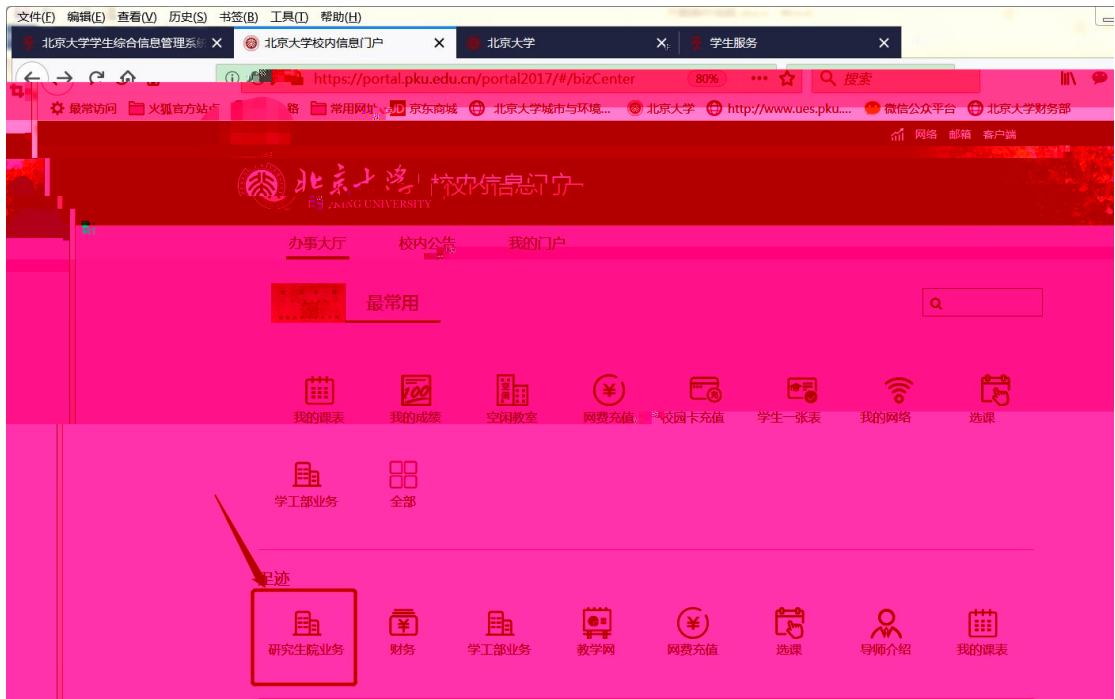 文件(F) 编辑(E) 查看(V) 历史(S) 书签(B) 工具(T) 帮助(H)
北京大学学生综合信息管理系统 北京大学校内信息门户 北京大学 学生服务
https://portal.pku.edu.cn/portal2017/#/bizCenter 80% 搜索
最常访问 火狐官方站点 常用网址 JD 京东商城 北京大学城市与环境... 北京大学 http://www.ues.pku.... 微信公众平台 北京大学财务部
网络 邮箱 客户端
北京大学 校内信息门户
UNIVERSITY
办事大厅 校内公告 我的门户
最常用
我的课表 我的成绩 空闲教室 网费充值 校园卡充值 学生一张表 我的网络 选课
学工部业务 全部
足迹
研究生院业务 财务 学工部业务 教学网 网费充值 选课 导师介绍 我的课表